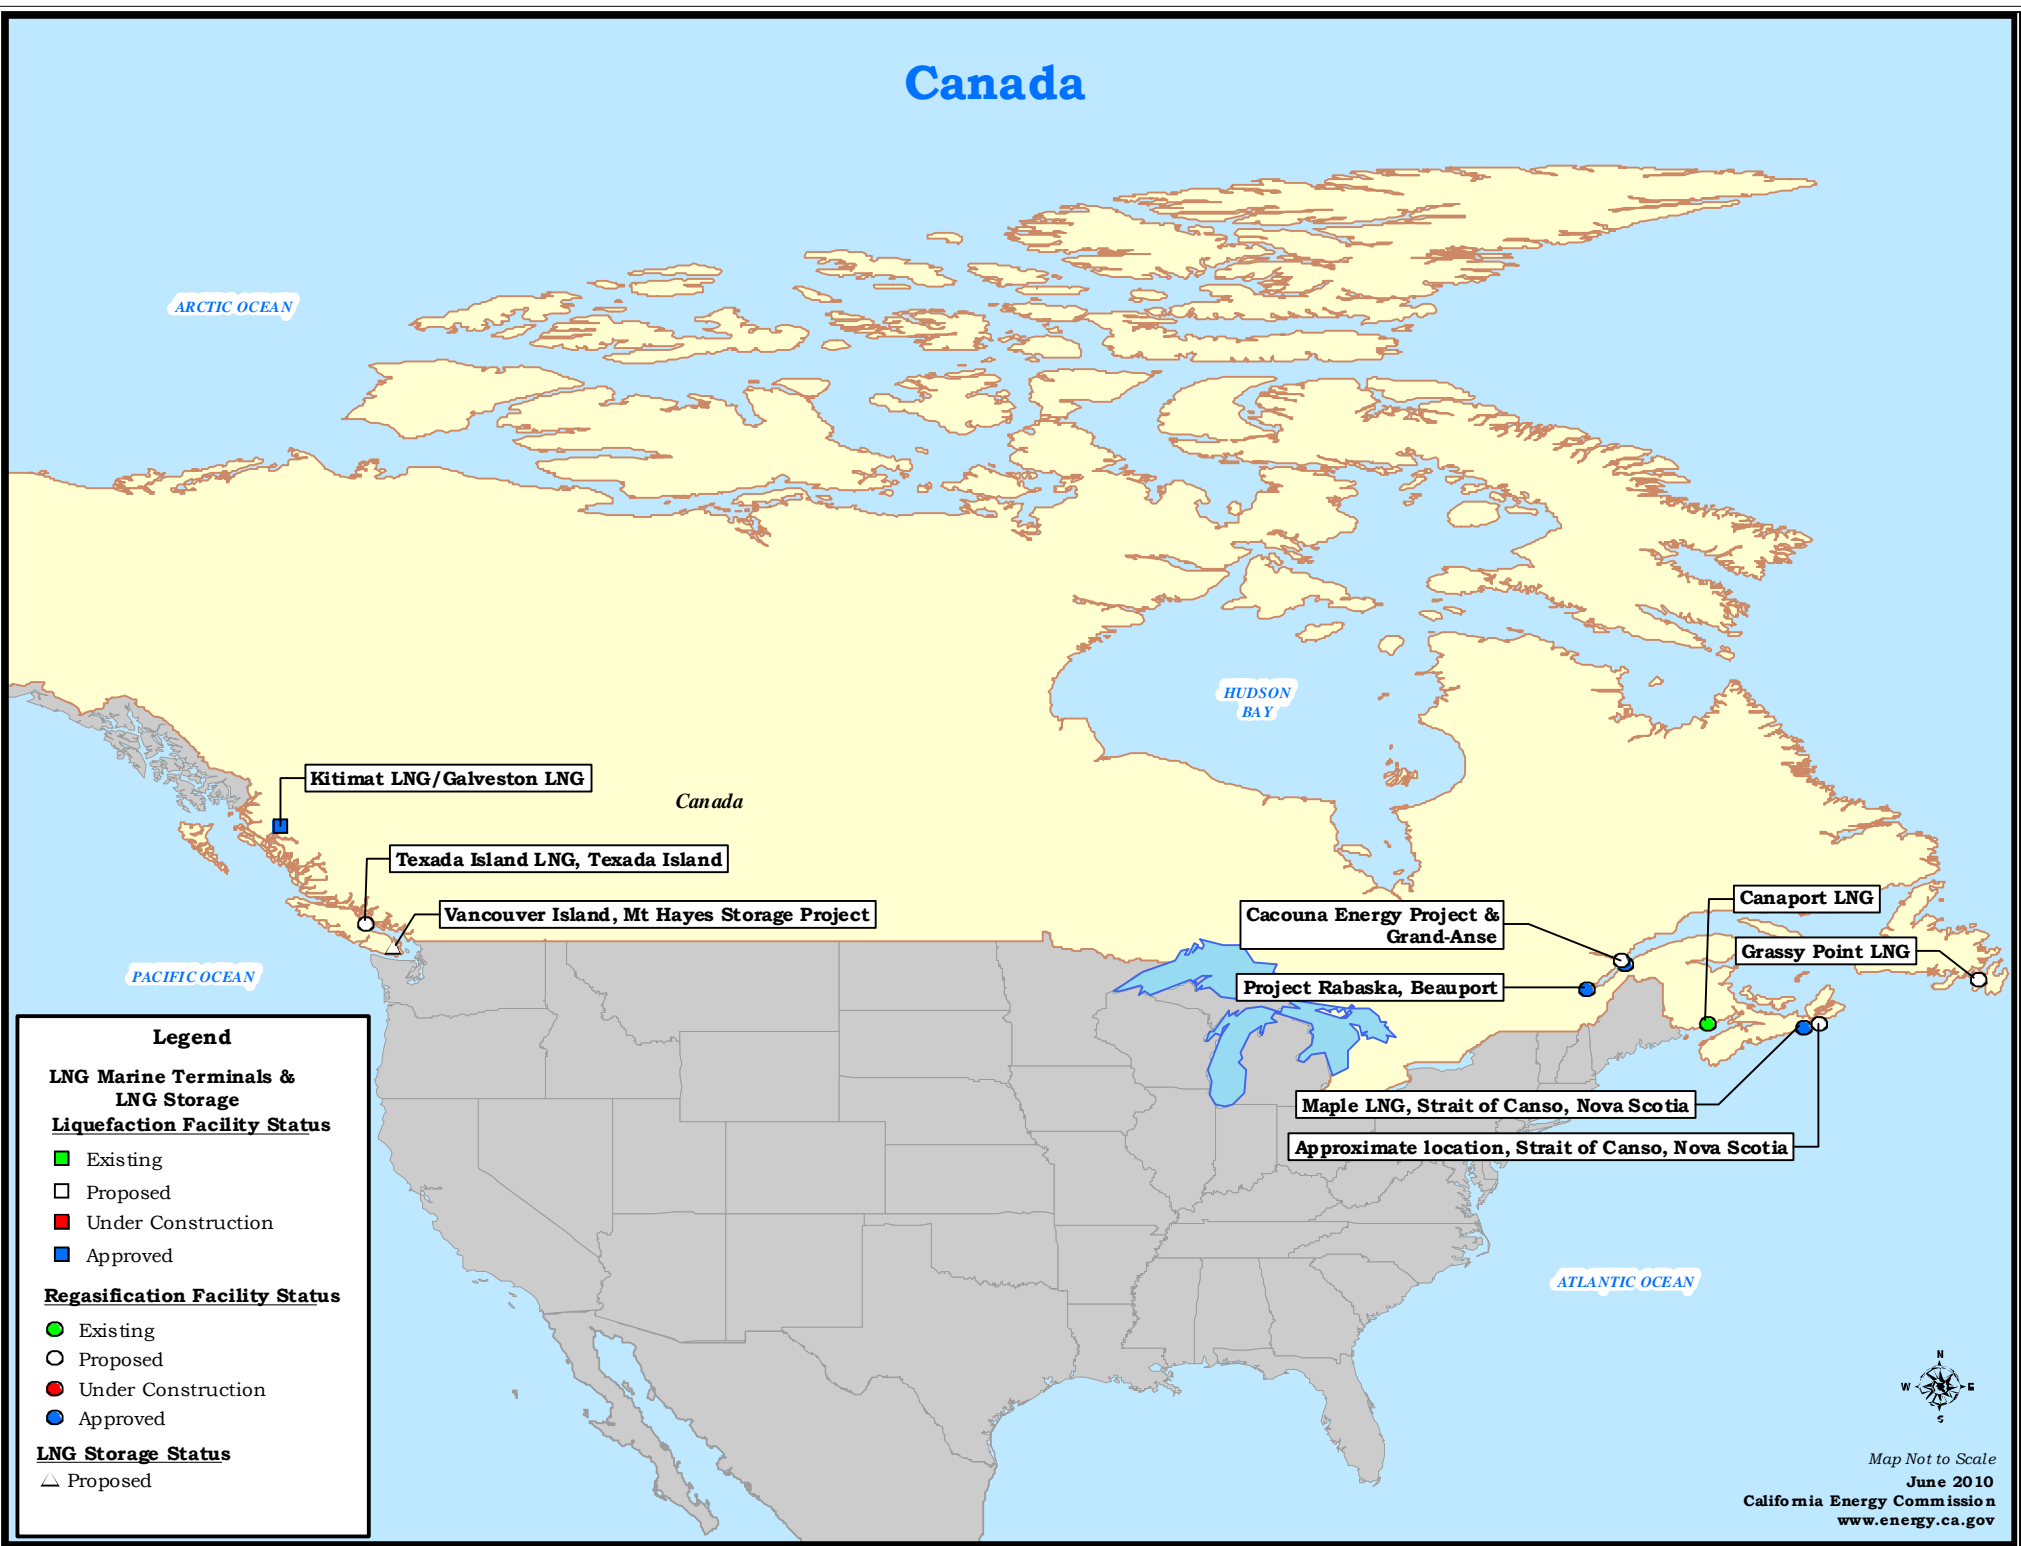 Canada
ARCTIC OCEAN
HUDSON
BAY
Kitimat LNG/Galveston LNG
Canada
Texada Island LNG, Texada Island
Vancouver Island, Mt Hayes Storage Project
Canaport LNG
Cacouna Energy Project &
Grand-Anse
Grassy Point LNG
PACIFIC OCEAN
Project Rabaska, Beauport
Maple LNG, Strait of Canso, Nova Scotia
Approximate location, Strait of Canso, Nova Scotia
ATLANTIC OCEAN
Legend
LNG Marine Terminals &
LNG Storage
Liquefaction Facility Status
Existing
Proposed
Under Construction
Approved
Regasification Facility Status
Existing
Proposed
Under Construction
Approved
LNG Storage Status
Proposed
N
W E
S
Map Not to Scale
June 2010
California Energy Commission
www.energy.ca.gov